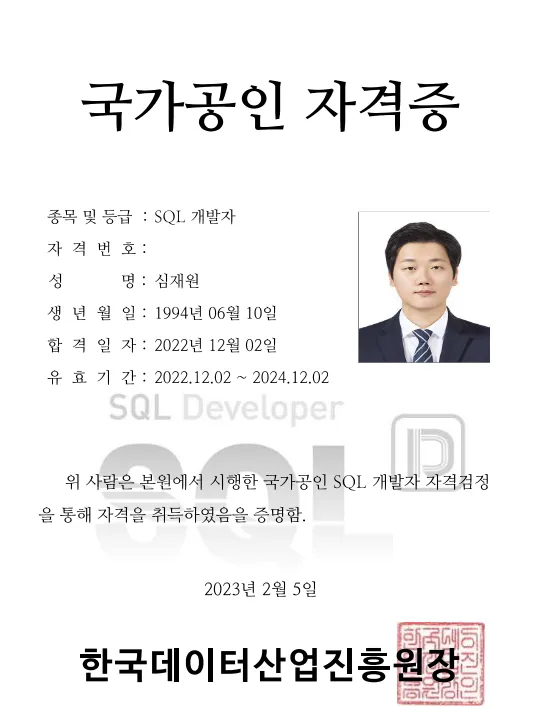 국가공인 자격증
종목 및 등급 : SQL 개발자
자 격 번 호 :
성 명 : 심재원
생 년 월 일 : 1994년 06월 10일
합 격 일 자 : 2022년 12월 02일
유 효 기 간 : 2022.12.02 ~ 2024.12.02
SQL Developer
SQL
위 사람은 본원에서 시행한 국가공인 SQL 개발자 자격검정
을 통해 자격을 취득하였음을 증명함.
2023년 2월 5일
한국데이터산업진흥원장